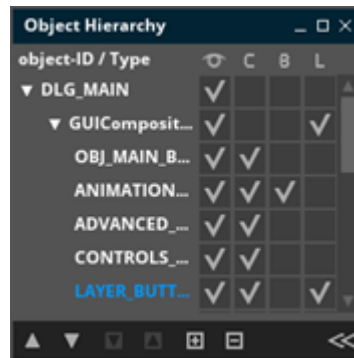 Object Hierarchy
object-ID / Type C B L
DLG_MAIN
GUIComposit...
OBJ_MAIN_B...
ANIMATION...
ADVANCED_...
CONTROLS_...
LAYER_BUTT...